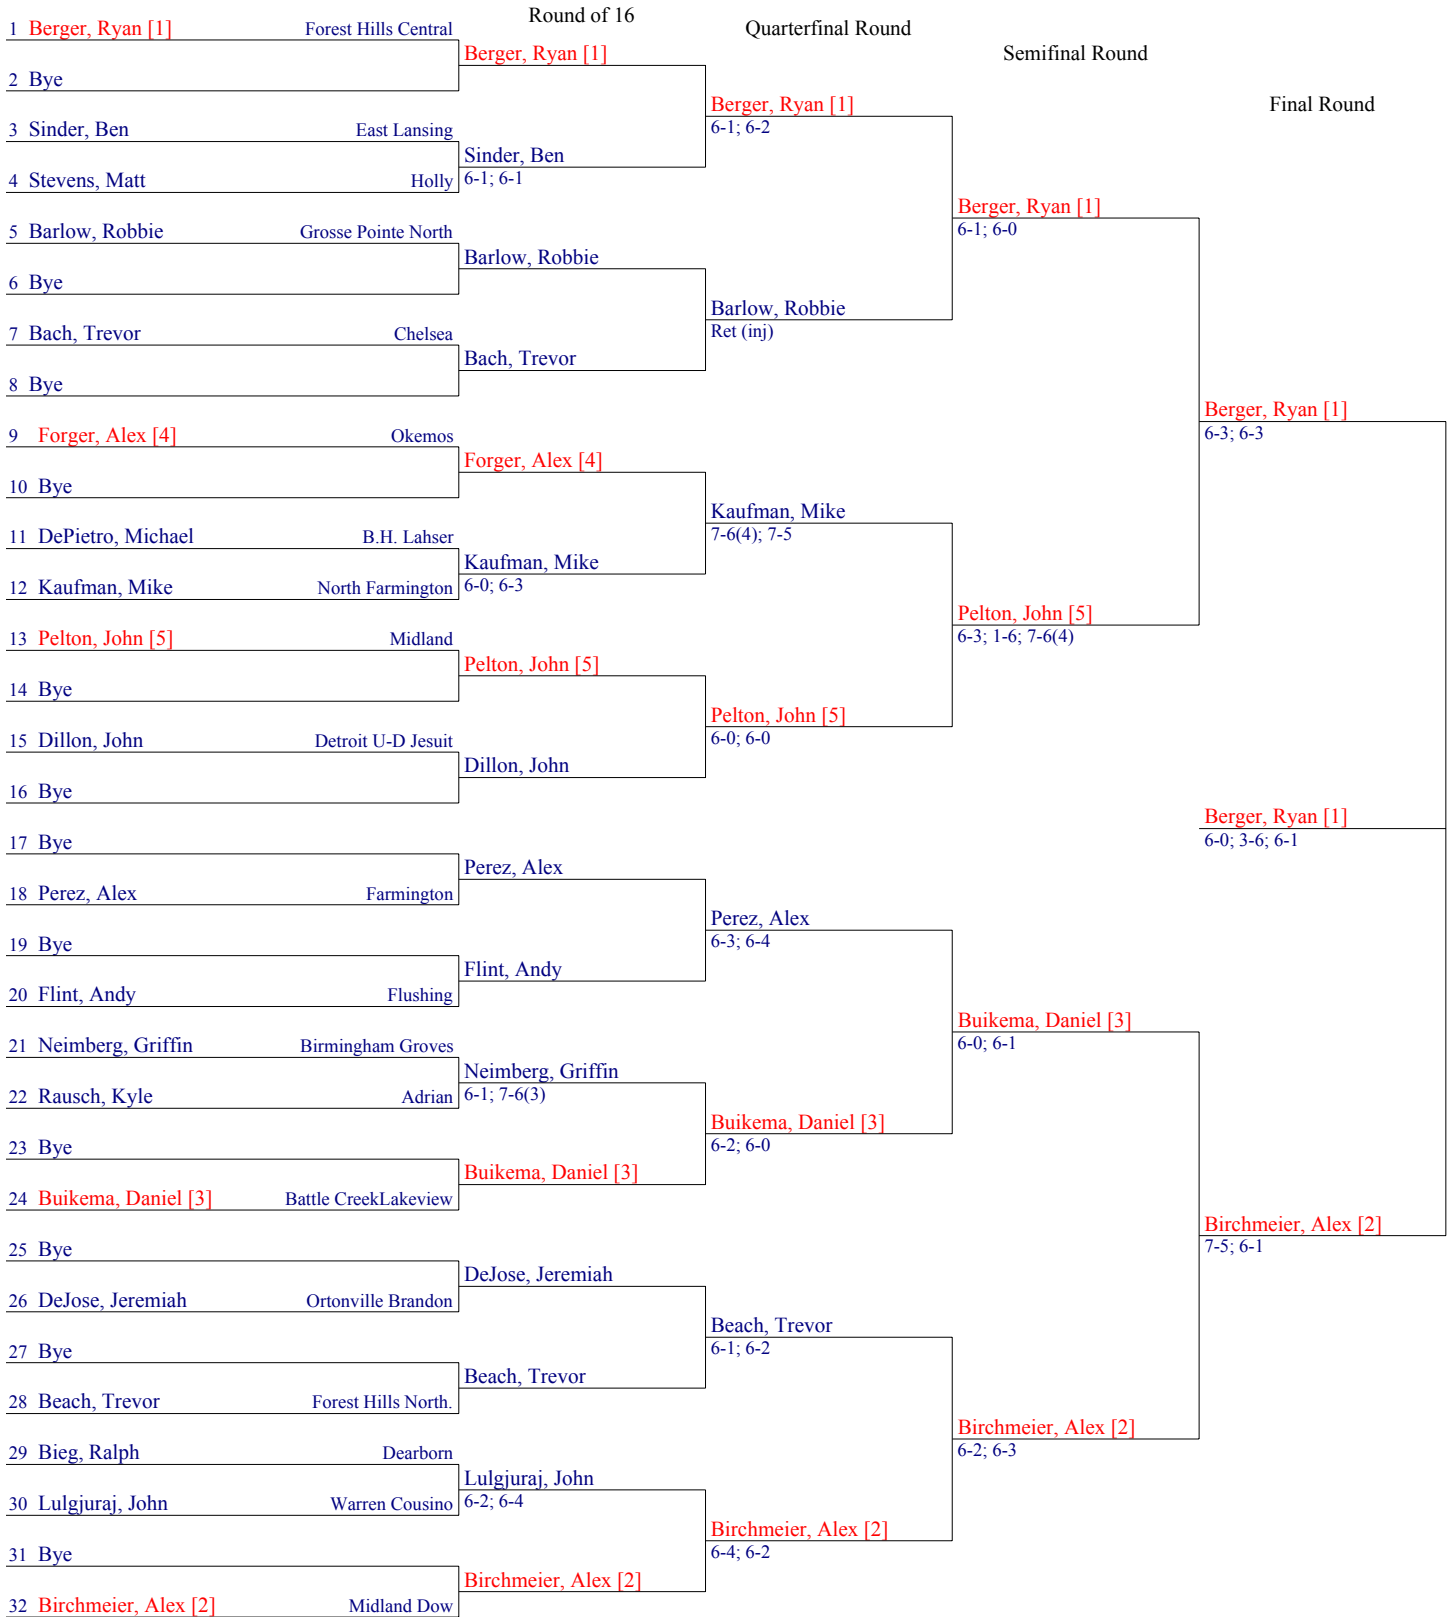 Round of 16
Quarterfinal Round
Semifinal Round
Final Round
1 Berger, Ryan [1] Forest Hills Central
2 Bye
3 Sinder, Ben East Lansing
4 Stevens, Matt Holly
5 Barlow, Robbie Grosse Pointe North
6 Bye
7 Bach, Trevor Chelsea
8 Bye
9 Forger, Alex [4] Okemos
10 Bye
11 DePietro, Michael B.H. Lahser
12 Kaufman, Mike North Farmington
13 Pelton, John [5] Midland
14 Bye
15 Dillon, John Detroit U-D Jesuit
16 Bye
17 Bye
18 Perez, Alex Farmington
19 Bye
20 Flint, Andy Flushing
21 Neimberg, Griffin Birmingham Groves
22 Rausch, Kyle Adrian
23 Bye
24 Buikema, Daniel [3] Battle CreekLakeview
25 Bye
26 DeJose, Jeremiah Ortonville Brandon
27 Bye
28 Beach, Trevor Forest Hills North.
29 Bieg, Ralph Dearborn
30 Lulgjuraj, John Warren Cousino
31 Bye
32 Birchmeier, Alex [2] Midland Dow
Berger, Ryan [1]
Sinder, Ben
6-1; 6-1
Barlow, Robbie
Bach, Trevor
Forger, Alex [4]
Kaufman, Mike
6-0; 6-3
Pelton, John [5]
Dillon, John
Perez, Alex
Flint, Andy
Neimberg, Griffin
6-1; 7-6(3)
Buikema, Daniel [3]
DeJose, Jeremiah
Beach, Trevor
Lulgjuraj, John
6-2; 6-4
Birchmeier, Alex [2]
Berger, Ryan [1]
6-1; 6-2
Barlow, Robbie
Ret (inj)
Kaufman, Mike
7-6(4); 7-5
Pelton, John [5]
6-0; 6-0
Perez, Alex
6-3; 6-4
Buikema, Daniel [3]
6-2; 6-0
Beach, Trevor
6-1; 6-2
Birchmeier, Alex [2]
6-4; 6-2
Berger, Ryan [1]
6-1; 6-0
Pelton, John [5]
6-3; 1-6; 7-6(4)
Buikema, Daniel [3]
6-0; 6-1
Birchmeier, Alex [2]
6-2; 6-3
Berger, Ryan [1]
6-3; 6-3
Birchmeier, Alex [2]
7-5; 6-1
Berger, Ryan [1]
6-0; 3-6; 6-1